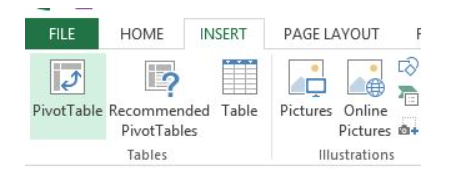 FILE HOME INSERT PAGE LAYOUT
PivotTable Recommended PivotTables Table Pictures Online Pictures
Tables Illustrations